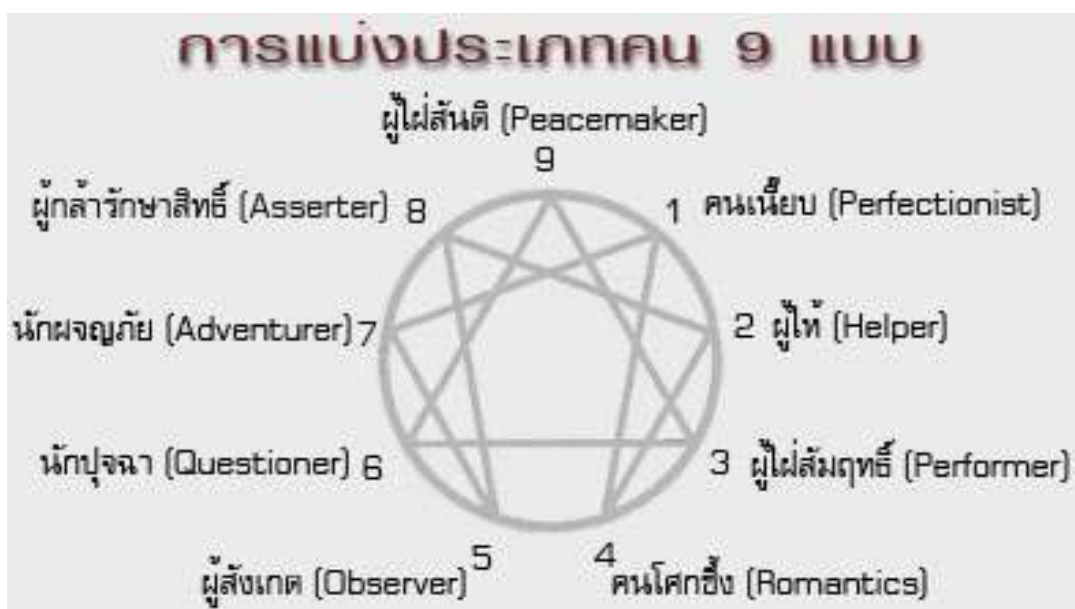 การแบ่งประเภทคน 9 แบบ
ผู้ใฝ่สันติ (Peacemaker)
9
ผู้กล้ารักษาสิทธิ์ (Asserter) 8
1 คนเนี๊ยบ (Perfectionist)
นักผจญภัย (Adventurer) 7
2 ผู้ให้ (Helper)
นักปุจฉา (Questioner) 6
3 ผู้ใฝ่สัมฤทธิ์ (Performer)
ผู้สังเกต (Observer) 5
4 คนโศกซึ้ง (Romantics)